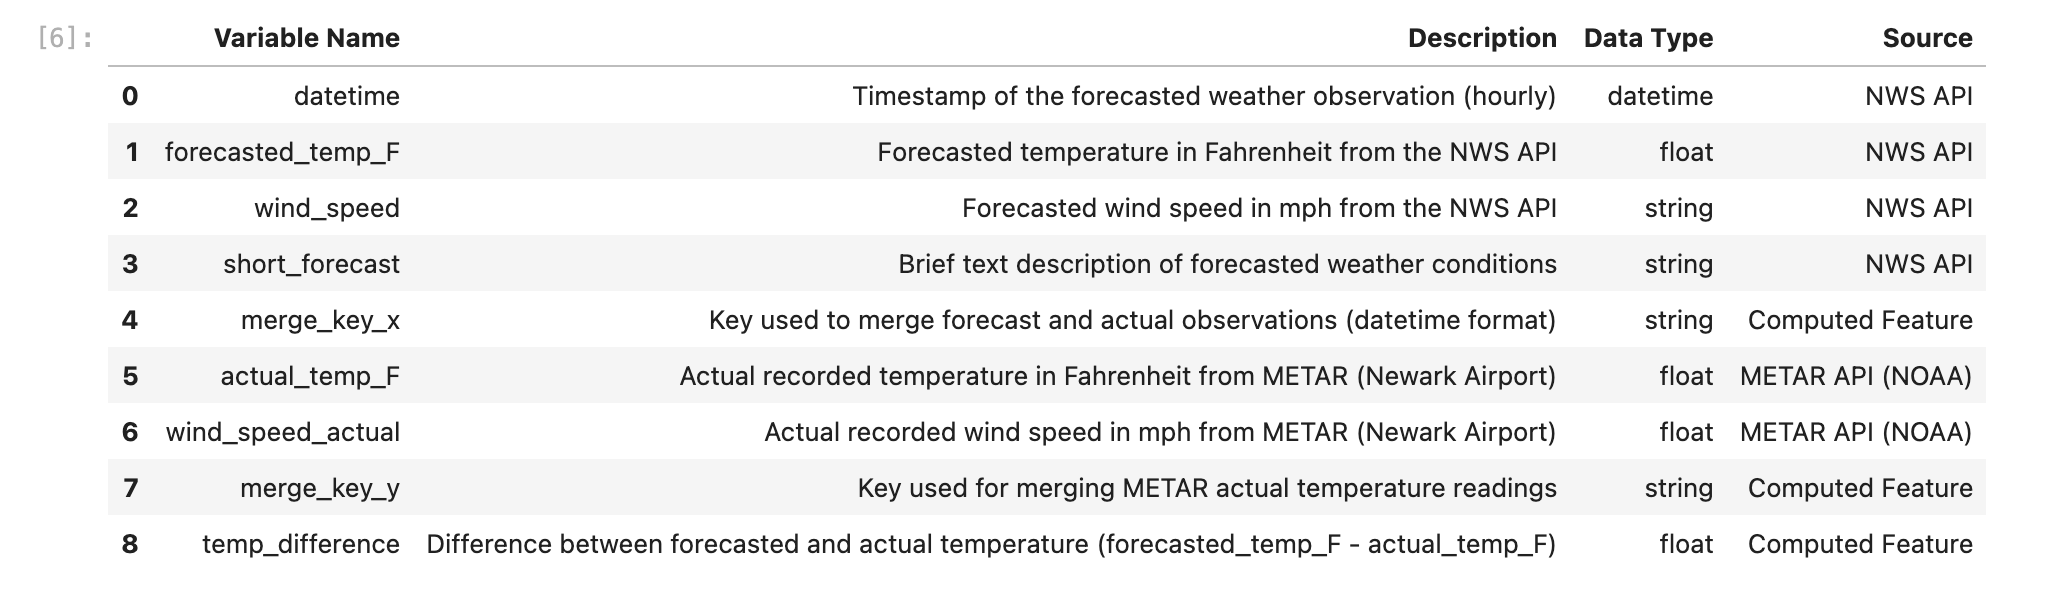 [6]: Variable Name Description Data Type Source
0 datetime Timestamp of the forecasted weather observation (hourly) datetime NWS API
1 forecasted_temp_F Forecasted temperature in Fahrenheit from the NWS API float NWS API
2 wind_speed Forecasted wind speed in mph from the NWS API string NWS API
3 short_forecast Brief text description of forecasted weather conditions string NWS API
4 merge_key_x Key used to merge forecast and actual observations (datetime format) string Computed Feature
5 actual_temp_F Actual recorded temperature in Fahrenheit from METAR (Newark Airport) float METAR API (NOAA)
6 wind_speed_actual Actual recorded wind speed in mph from METAR (Newark Airport) float METAR API (NOAA)
7 merge_key_y Key used for merging METAR actual temperature readings string Computed Feature
8 temp_difference Difference between forecasted and actual temperature (forecasted_temp_F - actual_temp_F) float Computed Feature